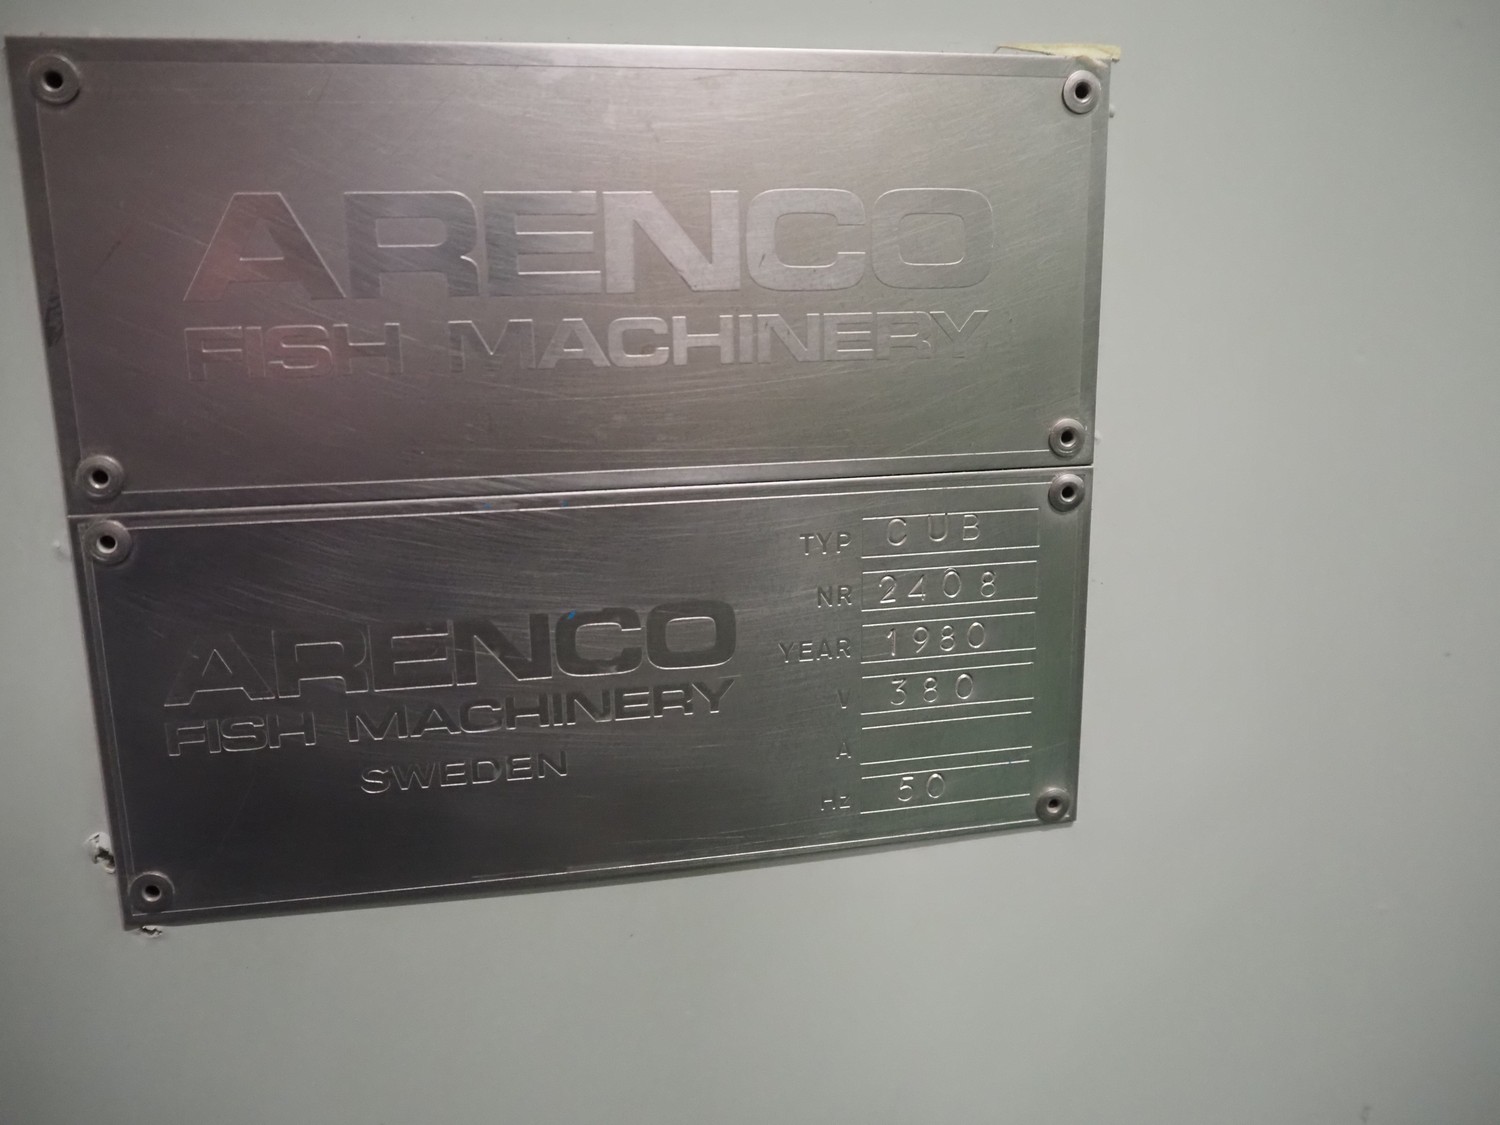 ARENCO
FISH MACHINERY
ARENCO
FISH MACHINERY
SWEDEN
TYP CUB
NR 2408
YEAR 1980
V 380
A
Hz 50